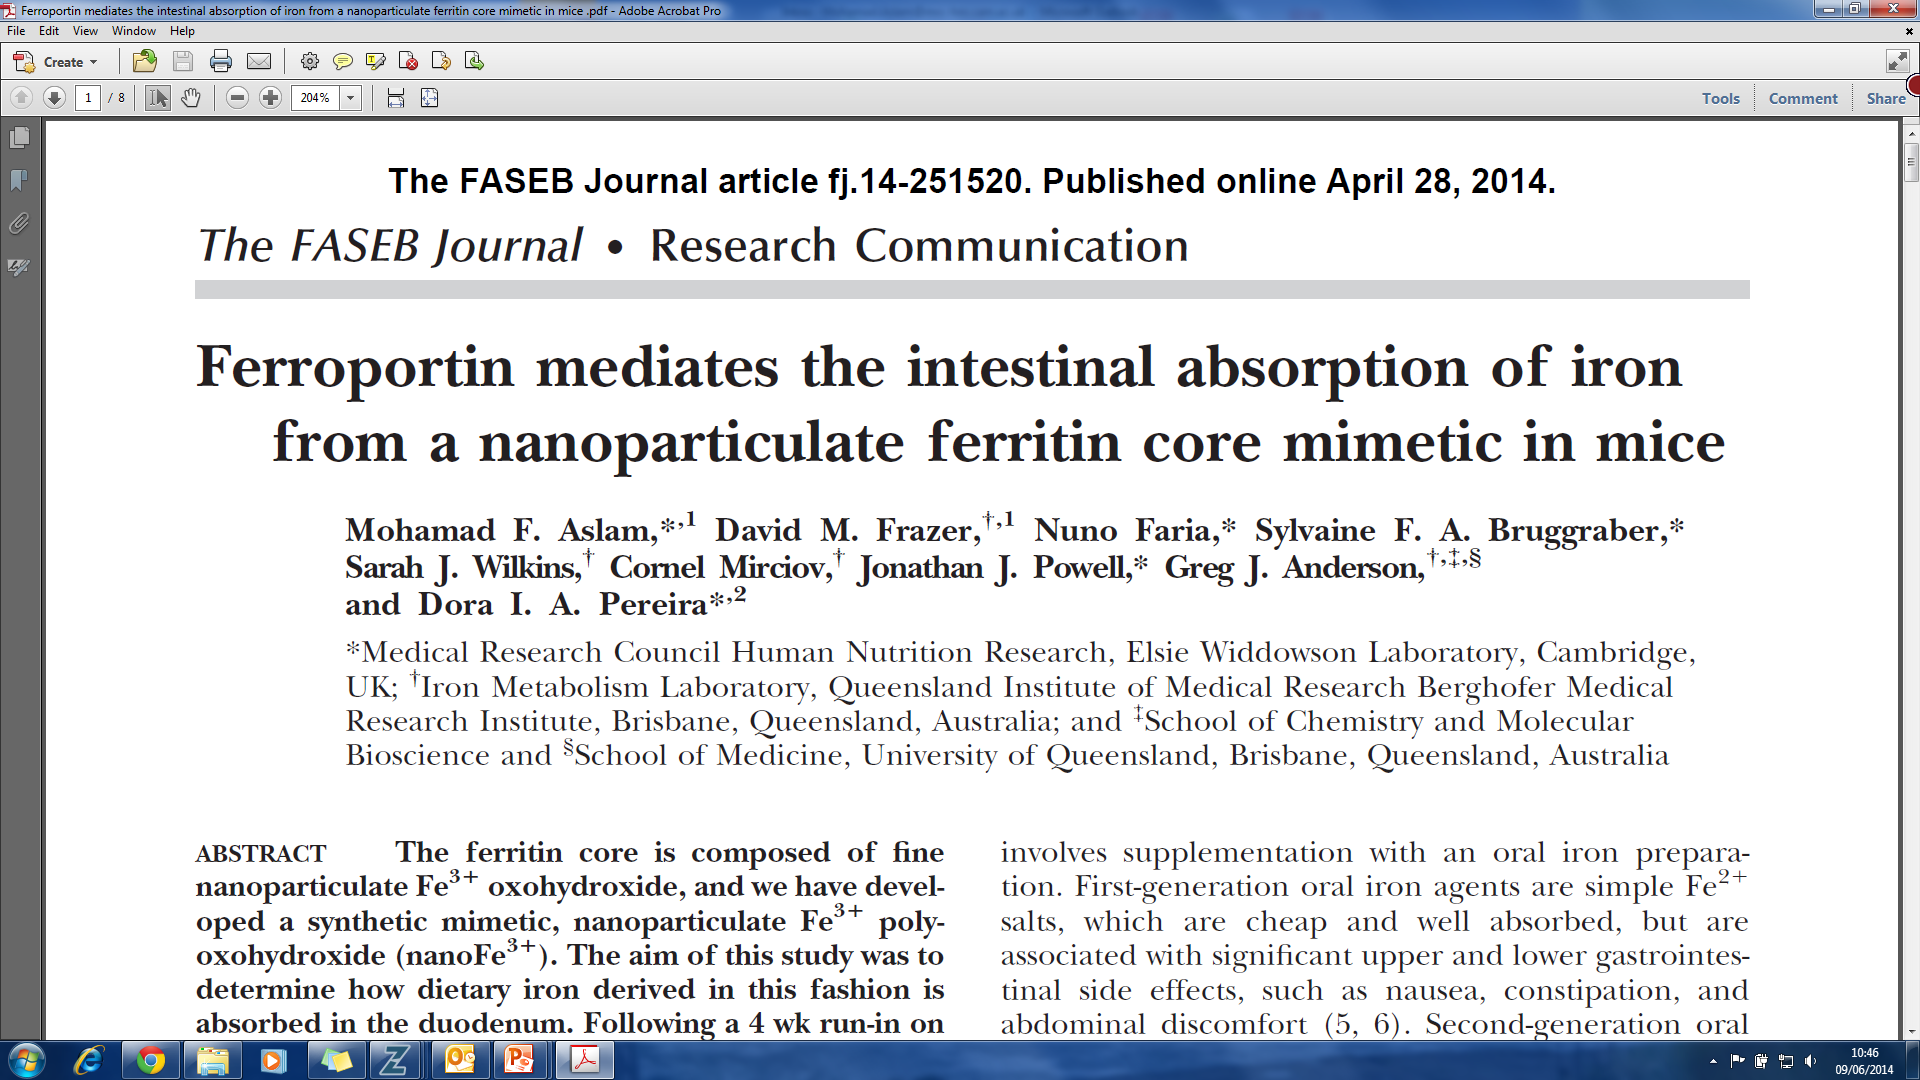 Ferroportin mediates the intestinal absorption of iron from a nanoparticulate ferritin core mimetic in mice .pdf - Adobe Acrobat Pro
File Edit View Window Help
Create
1 / 8 204% Tools Comment Share
The FASEB Journal article fj.14-251520. Published online April 28, 2014.
The FASEB Journal • Research Communication
Ferroportin mediates the intestinal absorption of iron
from a nanoparticulate ferritin core mimetic in mice
Mohamad F. Aslam,*,1 David M. Frazer,†,1 Nuno Faria,* Sylvaine F. A. Bruggraber,*
Sarah J. Wilkins,† Cornel Mirciov,† Jonathan J. Powell,* Greg J. Anderson,†,‡,§
and Dora I. A. Pereira*,2
*Medical Research Council Human Nutrition Research, Elsie Widdowson Laboratory, Cambridge,
UK; †Iron Metabolism Laboratory, Queensland Institute of Medical Research Berghofer Medical
Research Institute, Brisbane, Queensland, Australia; and ‡School of Chemistry and Molecular
Bioscience and §School of Medicine, University of Queensland, Brisbane, Queensland, Australia
ABSTRACT The ferritin core is composed of fine
nanoparticulate Fe3+ oxohydroxide, and we have devel-
oped a synthetic mimetic, nanoparticulate Fe3+ poly-
oxohydroxide (nanoFe3+). The aim of this study was to
determine how dietary iron derived in this fashion is
absorbed in the duodenum. Following a 4 wk run-in on
involves supplementation with an oral iron prepara-
tion. First-generation oral iron agents are simple Fe2+
salts, which are cheap and well absorbed, but are
associated with significant upper and lower gastrointes-
tinal side effects, such as nausea, constipation, and
abdominal discomfort (5, 6). Second-generation oral
10:46
09/06/2014